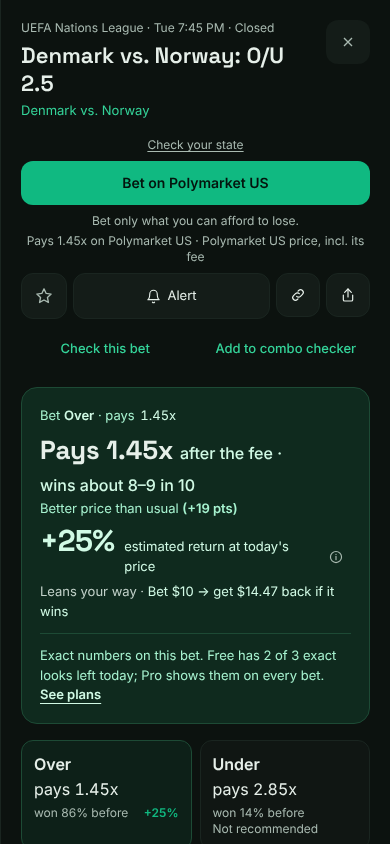 UEFA Nations League · Tue 7:45 PM · Closed
Denmark vs. Norway: O/U
2.5
Denmark vs. Norway
Check your state
Bet on Polymarket US
Bet only what you can afford to lose.
Pays 1.45x on Polymarket US · Polymarket US price, incl. its
fee
Alert
Check this bet
Add to combo checker
Bet Over · pays 1.45x
Pays 1.45x after the fee ·
wins about 8–9 in 10
Better price than usual (+19 pts)
+25% estimated return at today's
price
Leans your way · Bet $10 → get $14.47 back if it
wins
Exact numbers on this bet. Free has 2 of 3 exact
looks left today; Pro shows them on every bet.
See plans
Over
pays 1.45x
won 86% before +25%
Under
pays 2.85x
won 14% before
Not recommended